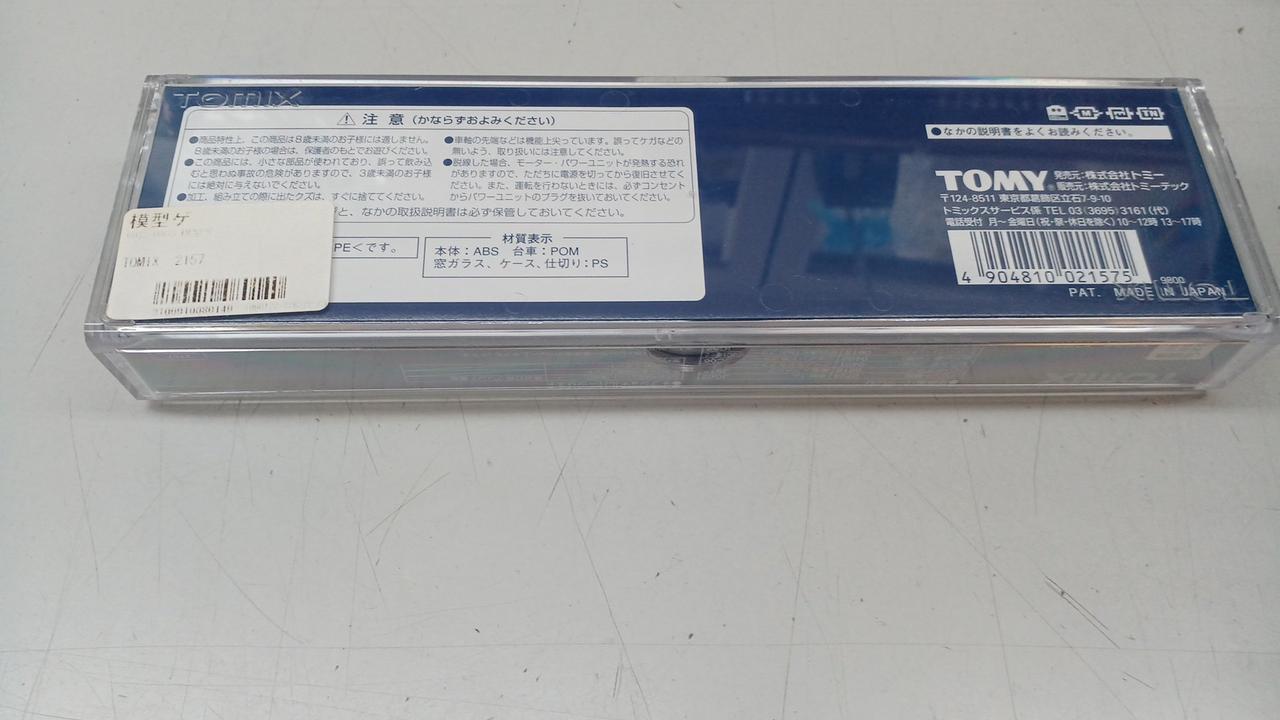 TOMIX
注 意 (かならずおよみください)
●商品特性上、この商品は8歳未満のお子様には適しません。
8歳未満のお子様の場合は、保護者のもとでお遊びください。
●この商品には、小さな部品が使われており、誤って飲み込
むと思わぬ事故の危険がありますので、3歳未満のお子様
には絶対に与えないでください。
●加工、組み立ての際に出たクズは、すぐに捨ててください。
●車軸の先端などは機能上尖っています。誤ってケガなどの
無いよう、取り扱いには注意してください。
●脱線した場合、モーター・パワーユニットが発熱する恐れ
がありますので、ただちに電源を切ってから復旧させてく
ださい。また、運転を行わないときには、必ずコンセント
からパワーユニットのプラグを抜いておいてください。
と、なかの取扱説明書は必ず保管しておいてください。
PEくです。
材質表示
本体:ABS 台車:POM
窓ガラス、ケース、仕切り:PS
模型ケ
TOMIX 2157
●なかの説明書をよくお読みください。
TOMY 発売元:株式会社トミー
販売元:株式会社トミーテック
〒124-8511 東京都葛飾区立石7-9-10
トミックスサービス係 TEL 03(3695)3161(代)
電話受付 月~金曜日(祝・祭・休日を除く)10~12時 13~17時
4 904810 021575
9800
PAT. MADE IN JAPAN